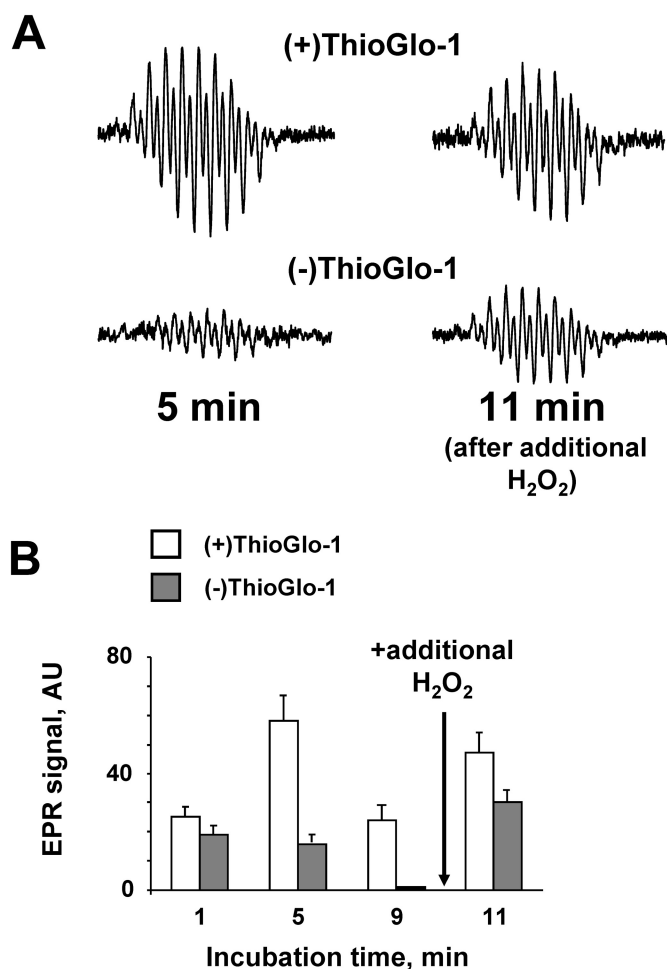 A
(+)ThioGlo-1
(-)ThioGlo-1
5 min
11 min
(after additional
H₂O₂)
B
(+)ThioGlo-1
(-)ThioGlo-1
+additional
H₂O₂
EPR signal, AU
80
40
0
1 5 9 11
Incubation time, min